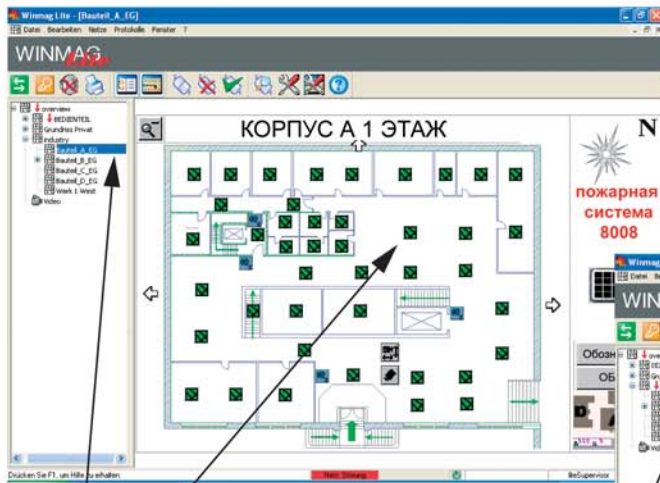 Winmag Lite - [Bauteil_A_EG]
Datei Bearbeiten Netze Protokolle Fenster ?
WINMAG
Lite
overview
BEDIENTEIL
Grundriss Privat
industry
Bauteil_A_EG
Bauteil_B_EG
Bauteil_C_EG
Bauteil_D_EG
Werk 1 West
Video
КОРПУС А 1 ЭТАЖ
N
пожарная
система
8008
Winmag
Datei
WIN
Обозн
ОБ
Drücken Sie F1, um Hilfe zu erhalten.
Netz Störung